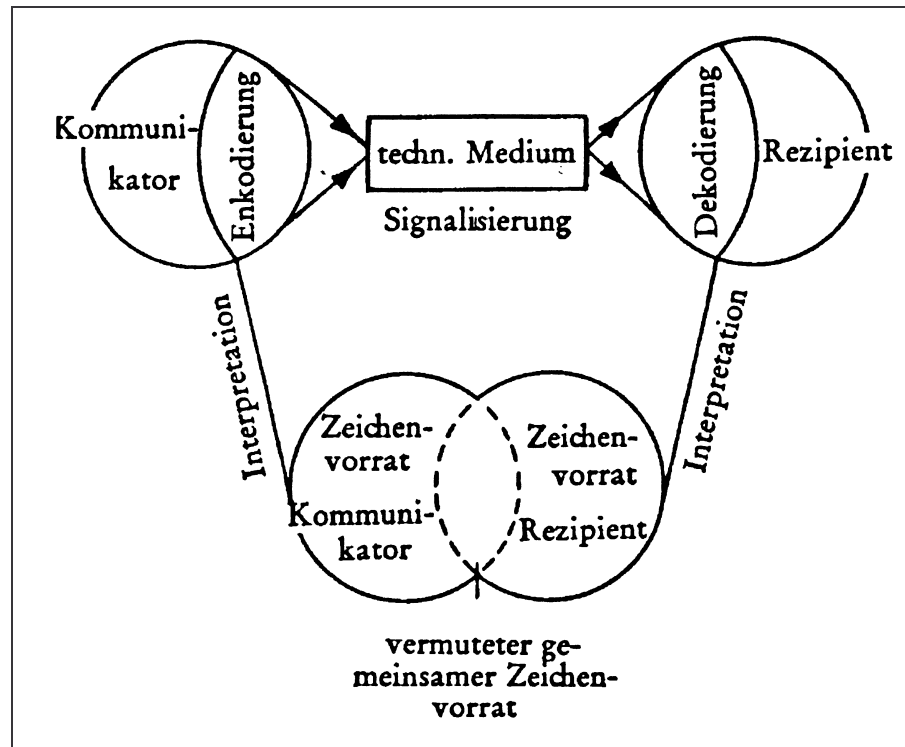 Kommuni-
kator
Enkodierung
techn. Medium
Signalisierung
Dekodierung
Rezipient
Interpretation
Interpretation
Zeichen-
vorrat
Kommuni-
kator
Zeichen-
vorrat
Rezipient
vermuteter ge-
meinsamer Zeichen-
vorrat